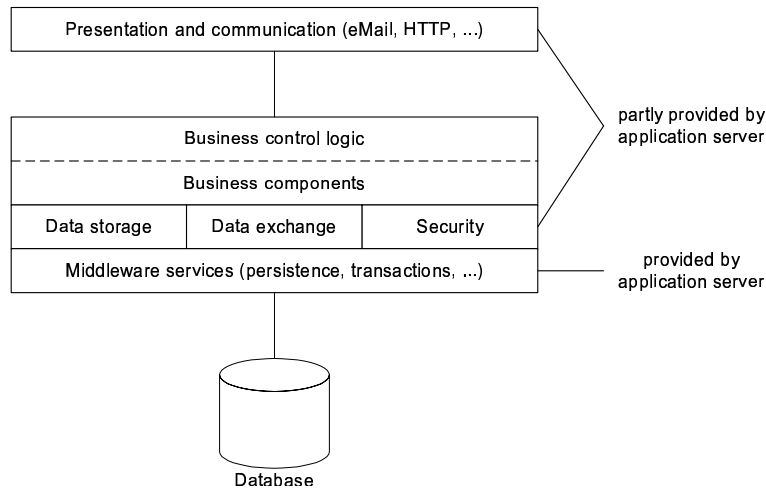 Presentation and communication (eMail, HTTP, ...)
partly provided by
application server
Business control logic
Business components
Data storage
Data exchange
Security
Middleware services (persistence, transactions, ...)
provided by
application server
Database